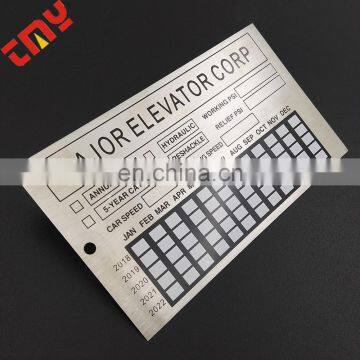 TMY
AJOR ELEVATOR CORP
ANNU HYDRAULIC WORKING PSI
5-YEAR CA RESHACKLE RELIEF PSI
CAR SPEED SPEED
JAN FEB MAR APR AUG SEP OCT NOV DEC
2018
2019
2020
2021
2022